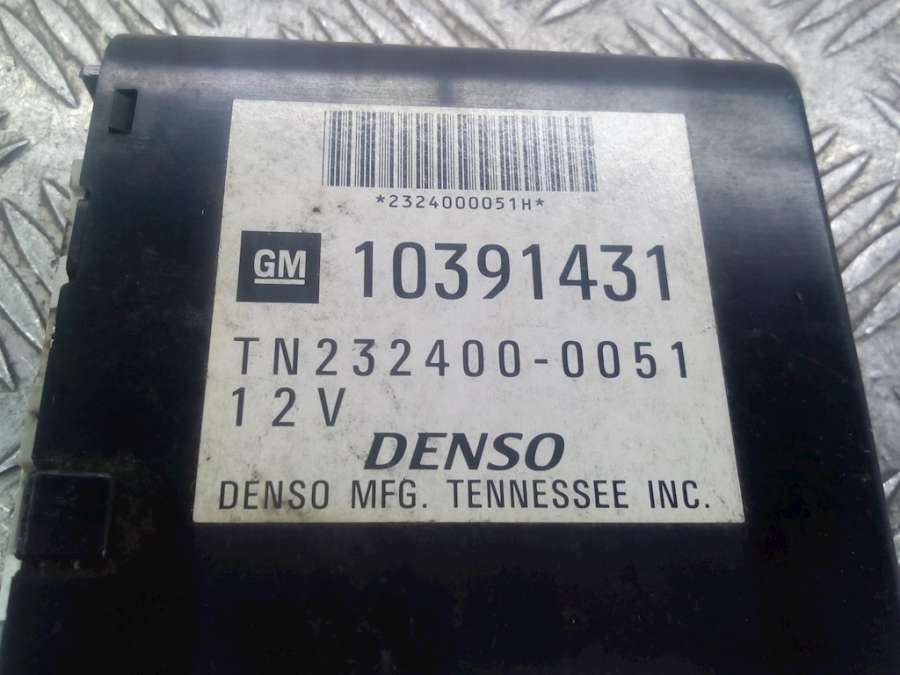 *2324000051H*
GM 10391431
TN232400-0051
12V
DENSO
DENSO MFG. TENNESSEE INC.